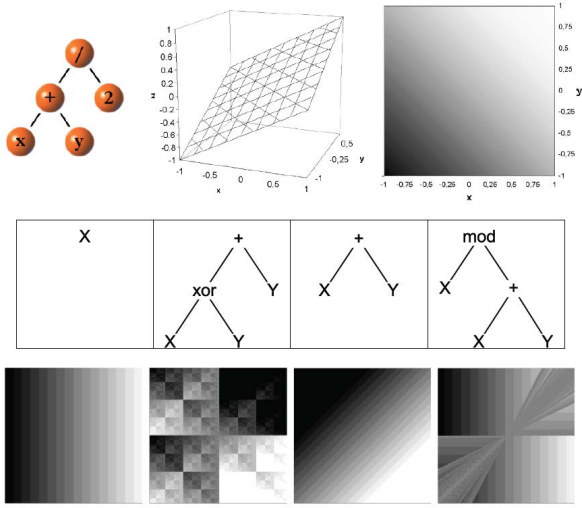 /
+ 2
x y
1
0.8
0.6
0.4
0.2
z 0
-0.2
-0.4
-0.6
-0.8
-1
-1 -0.5 0 0.5 1
x
-1
-0,25
0,5
y
1
0,75
0,5
0,25
0 y
0,25
0,5
0,75
-1
-1 -0,75 -0,5 -0,25 0 0,25 0,5 0,75 1
x
X + + mod
xor Y X Y X +
X Y X Y